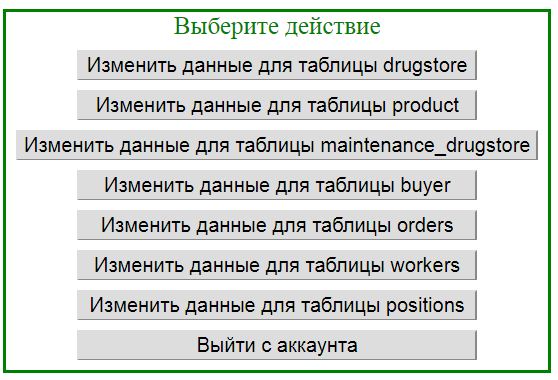 Выберите действие
Изменить данные для таблицы drugstore
Изменить данные для таблицы product
Изменить данные для таблицы maintenance_drugstore
Изменить данные для таблицы buyer
Изменить данные для таблицы orders
Изменить данные для таблицы workers
Изменить данные для таблицы positions
Выйти с аккаунта